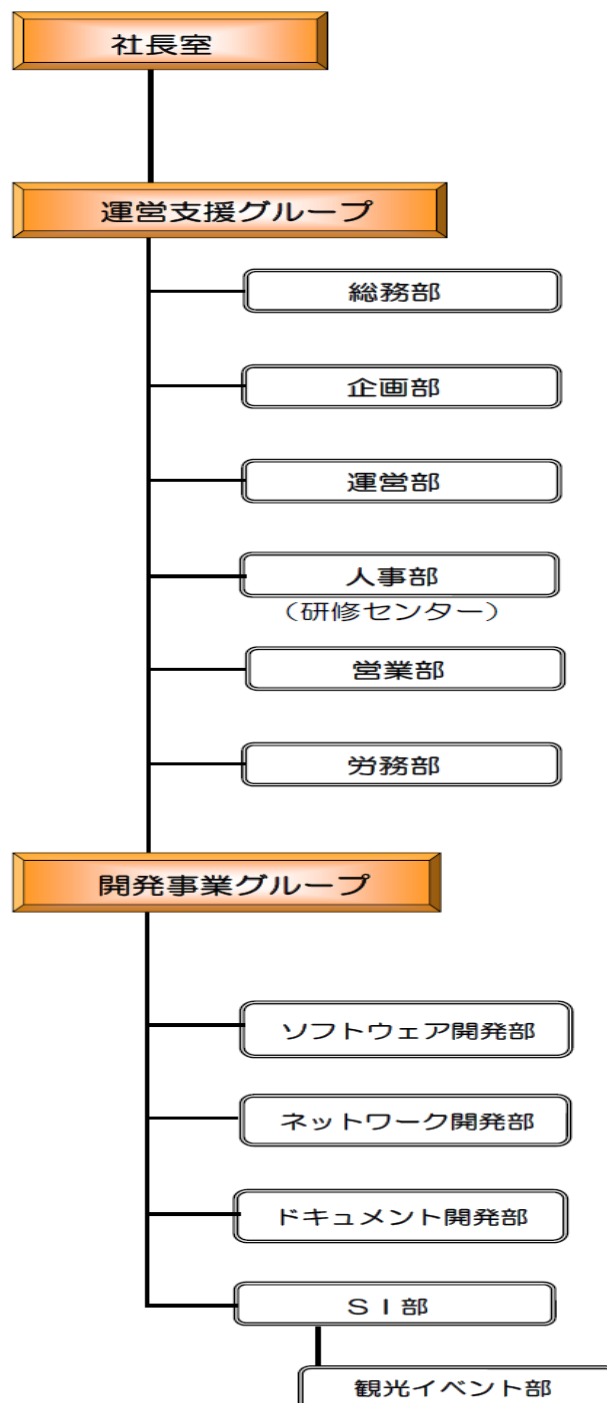 社長室
運営支援グループ
総務部
企画部
運営部
人事部
（研修センター）
営業部
労務部
開発事業グループ
ソフトウェア開発部
ネットワーク開発部
ドキュメント開発部
ＳＩ部
観光イベント部